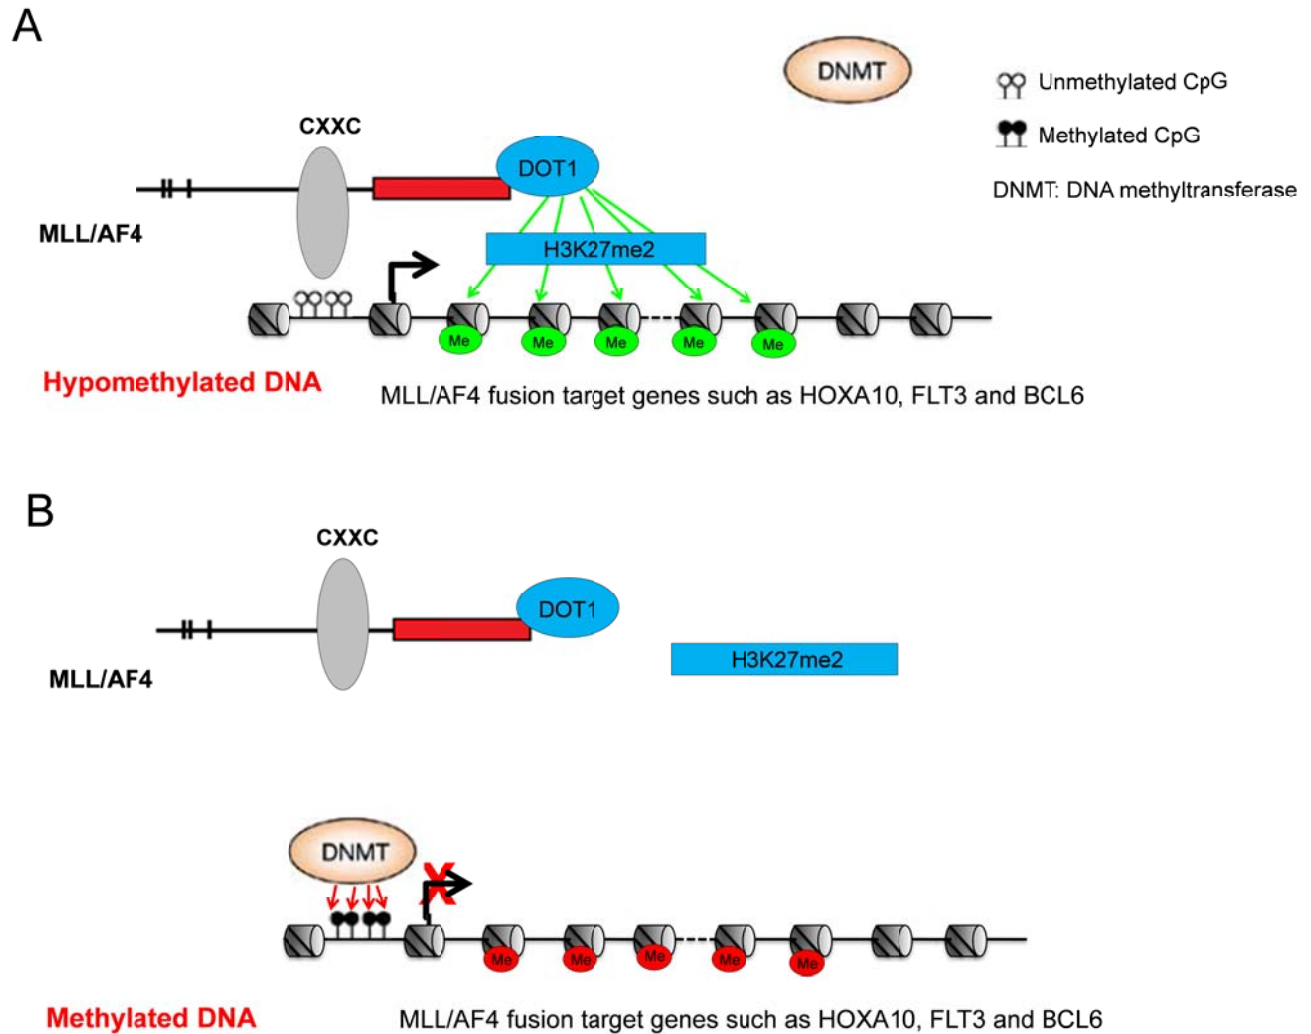 A
DNMT
Unmethylated CpG
CXXC
Methylated CpG
DOT1
DNMT: DNA methyltransferase
MLL/AF4
H3K27me2
Me Me Me Me Me
Hypomethylated DNA
MLL/AF4 fusion target genes such as HOXA10, FLT3 and BCL6
B
CXXC
DOT1
H3K27me2
MLL/AF4
DNMT
X
Me Me Me Me Me
Methylated DNA
MLL/AF4 fusion target genes such as HOXA10, FLT3 and BCL6